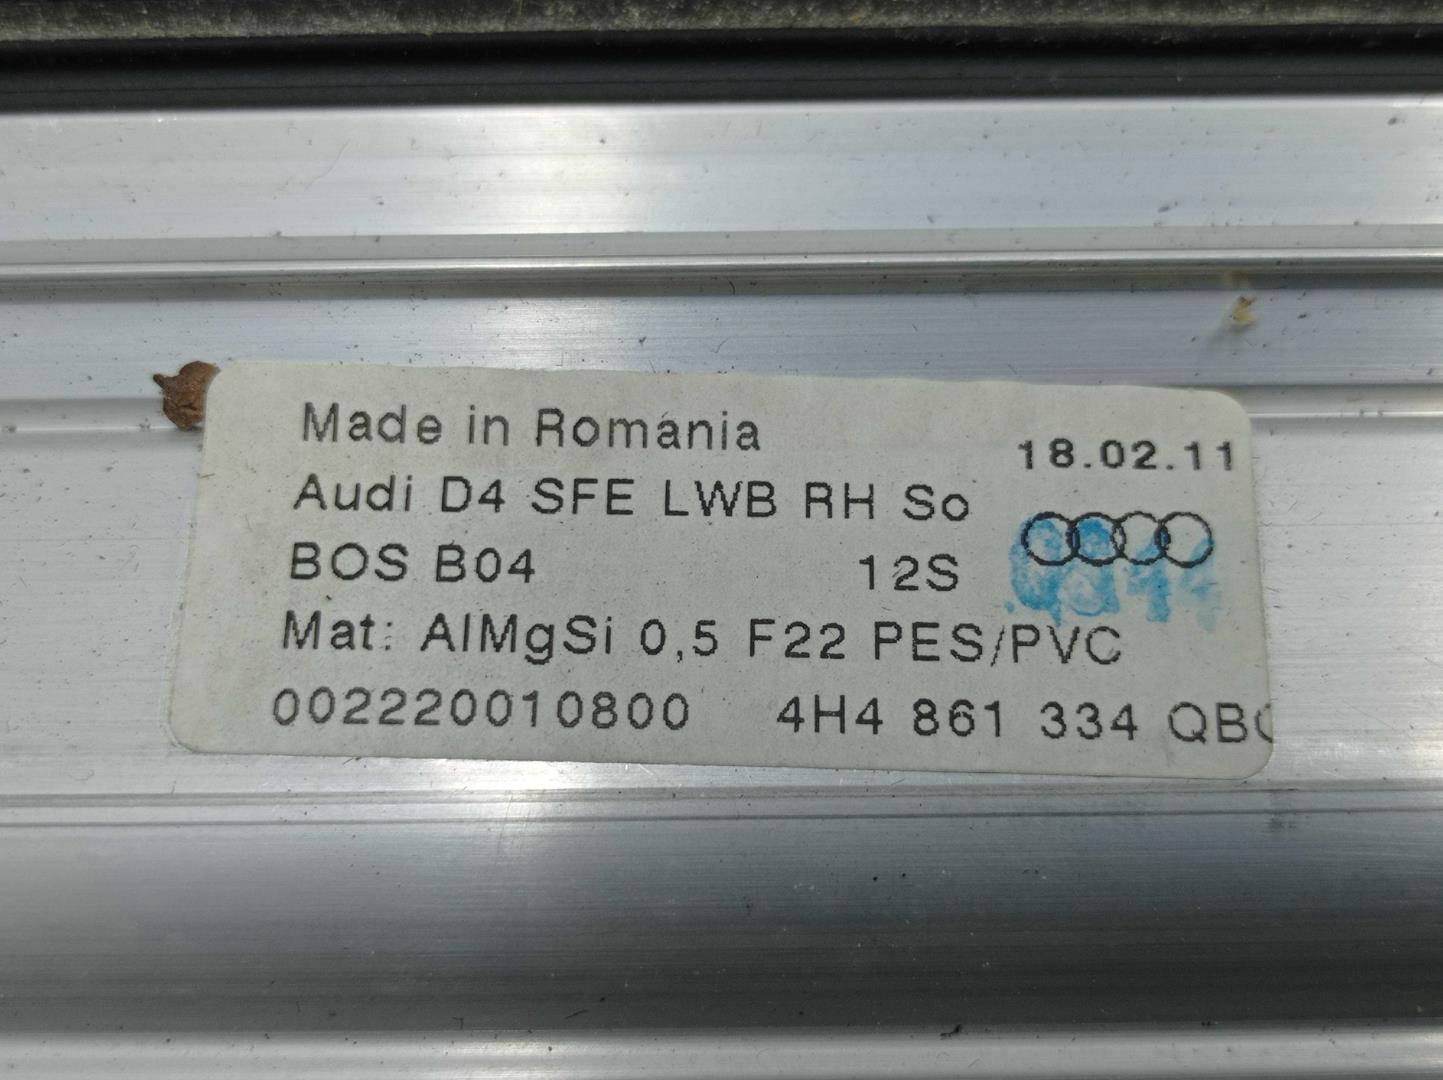 Made in Romania
18.02.11
Audi D4 SFE LWB RH So
BOS B04 12S
Mat: AlMgSi 0,5 F22 PES/PVC
002220010800 4H4 861 334